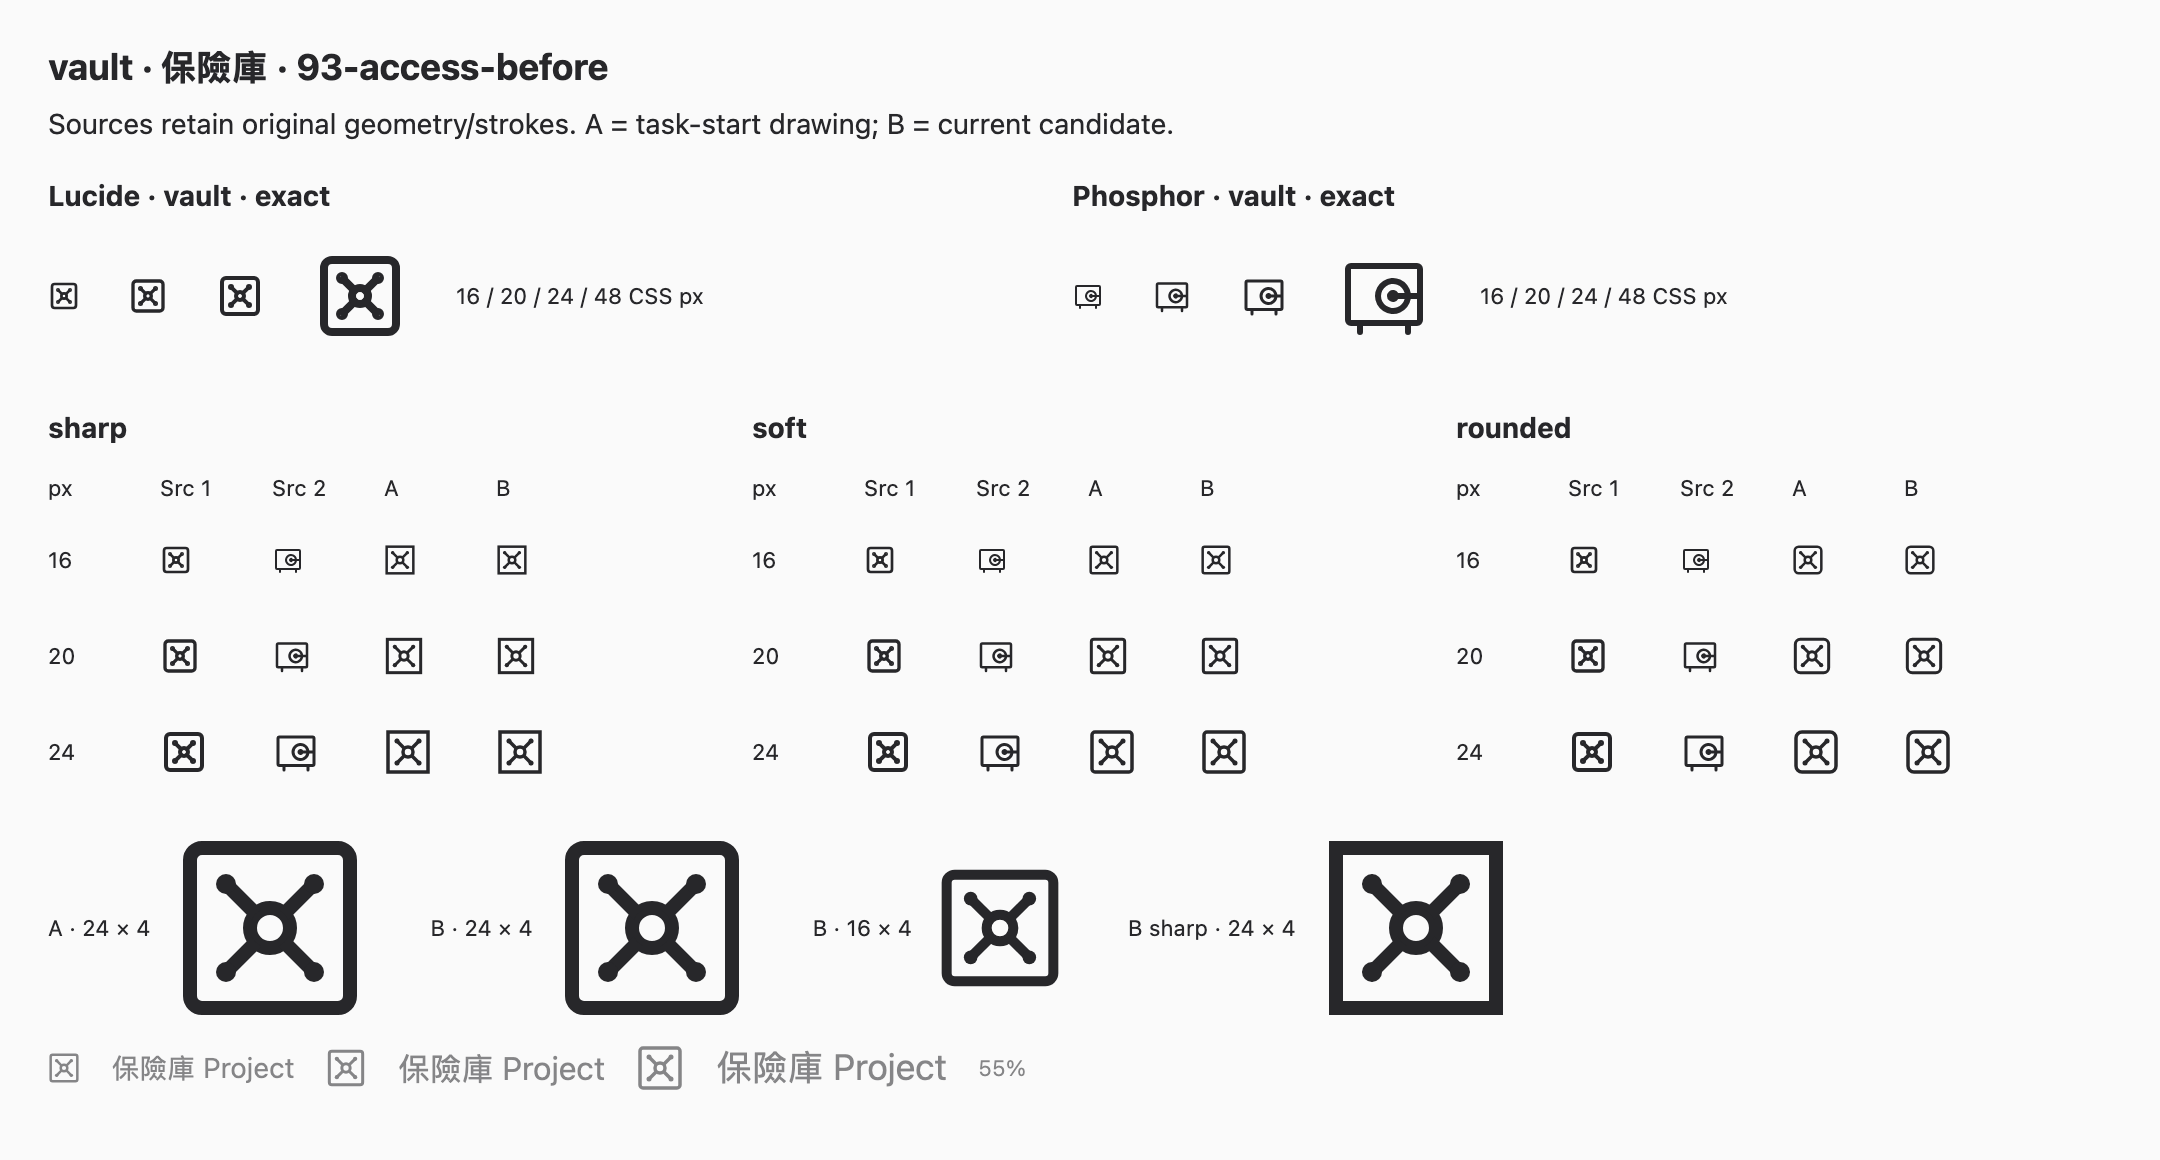 vault · 保險庫 · 93-access-before
Sources retain original geometry/strokes. A = task-start drawing; B = current candidate.
Lucide · vault · exact
16 / 20 / 24 / 48 CSS px
Phosphor · vault · exact
16 / 20 / 24 / 48 CSS px
sharp
px Src 1 Src 2 A B
16
20
24
soft
px Src 1 Src 2 A B
16
20
24
rounded
px Src 1 Src 2 A B
16
20
24
A · 24 × 4
B · 24 × 4
B · 16 × 4
B sharp · 24 × 4
保險庫 Project 保險庫 Project 保險庫 Project 55%